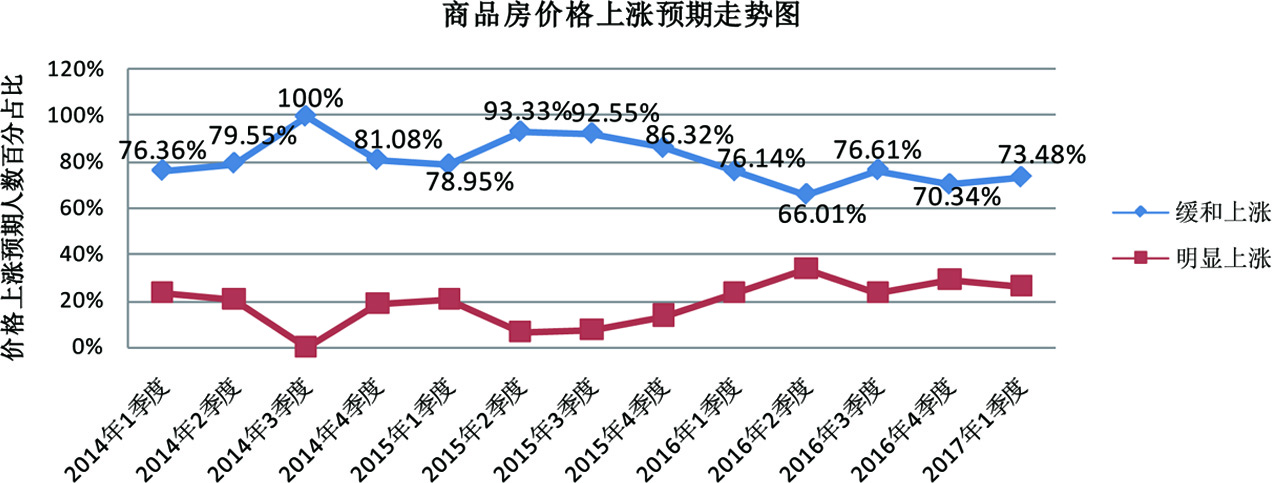 商品房价格上涨预期走势图
价格上涨预期人数百分占比
120%
100%
80%
60%
40%
20%
0%
76.36%
79.55%
100%
81.08%
78.95%
93.33%
92.55%
86.32%
76.14%
66.01%
76.61%
70.34%
73.48%
缓和上涨
明显上涨
2014年1季度
2014年2季度
2014年3季度
2014年4季度
2015年1季度
2015年2季度
2015年3季度
2015年4季度
2016年1季度
2016年2季度
2016年3季度
2016年4季度
2017年1季度